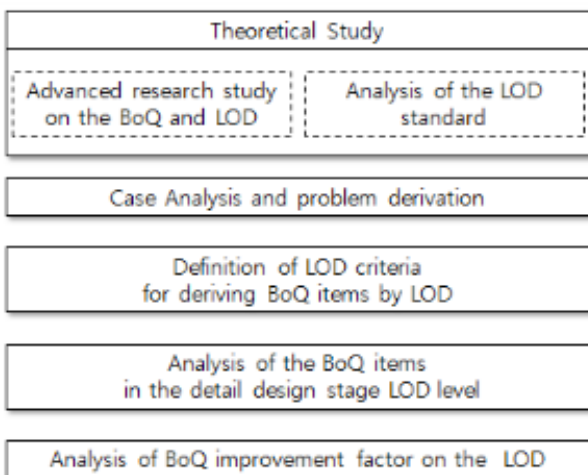 Theoretical Study
Advanced research study
on the BoQ and LOD
Analysis of the LOD
standard
Case Analysis and problem derivation
Definition of LOD criteria
for deriving BoQ items by LOD
Analysis of the BoQ items
in the detail design stage LOD level
Analysis of BoQ improvement factor on the LOD